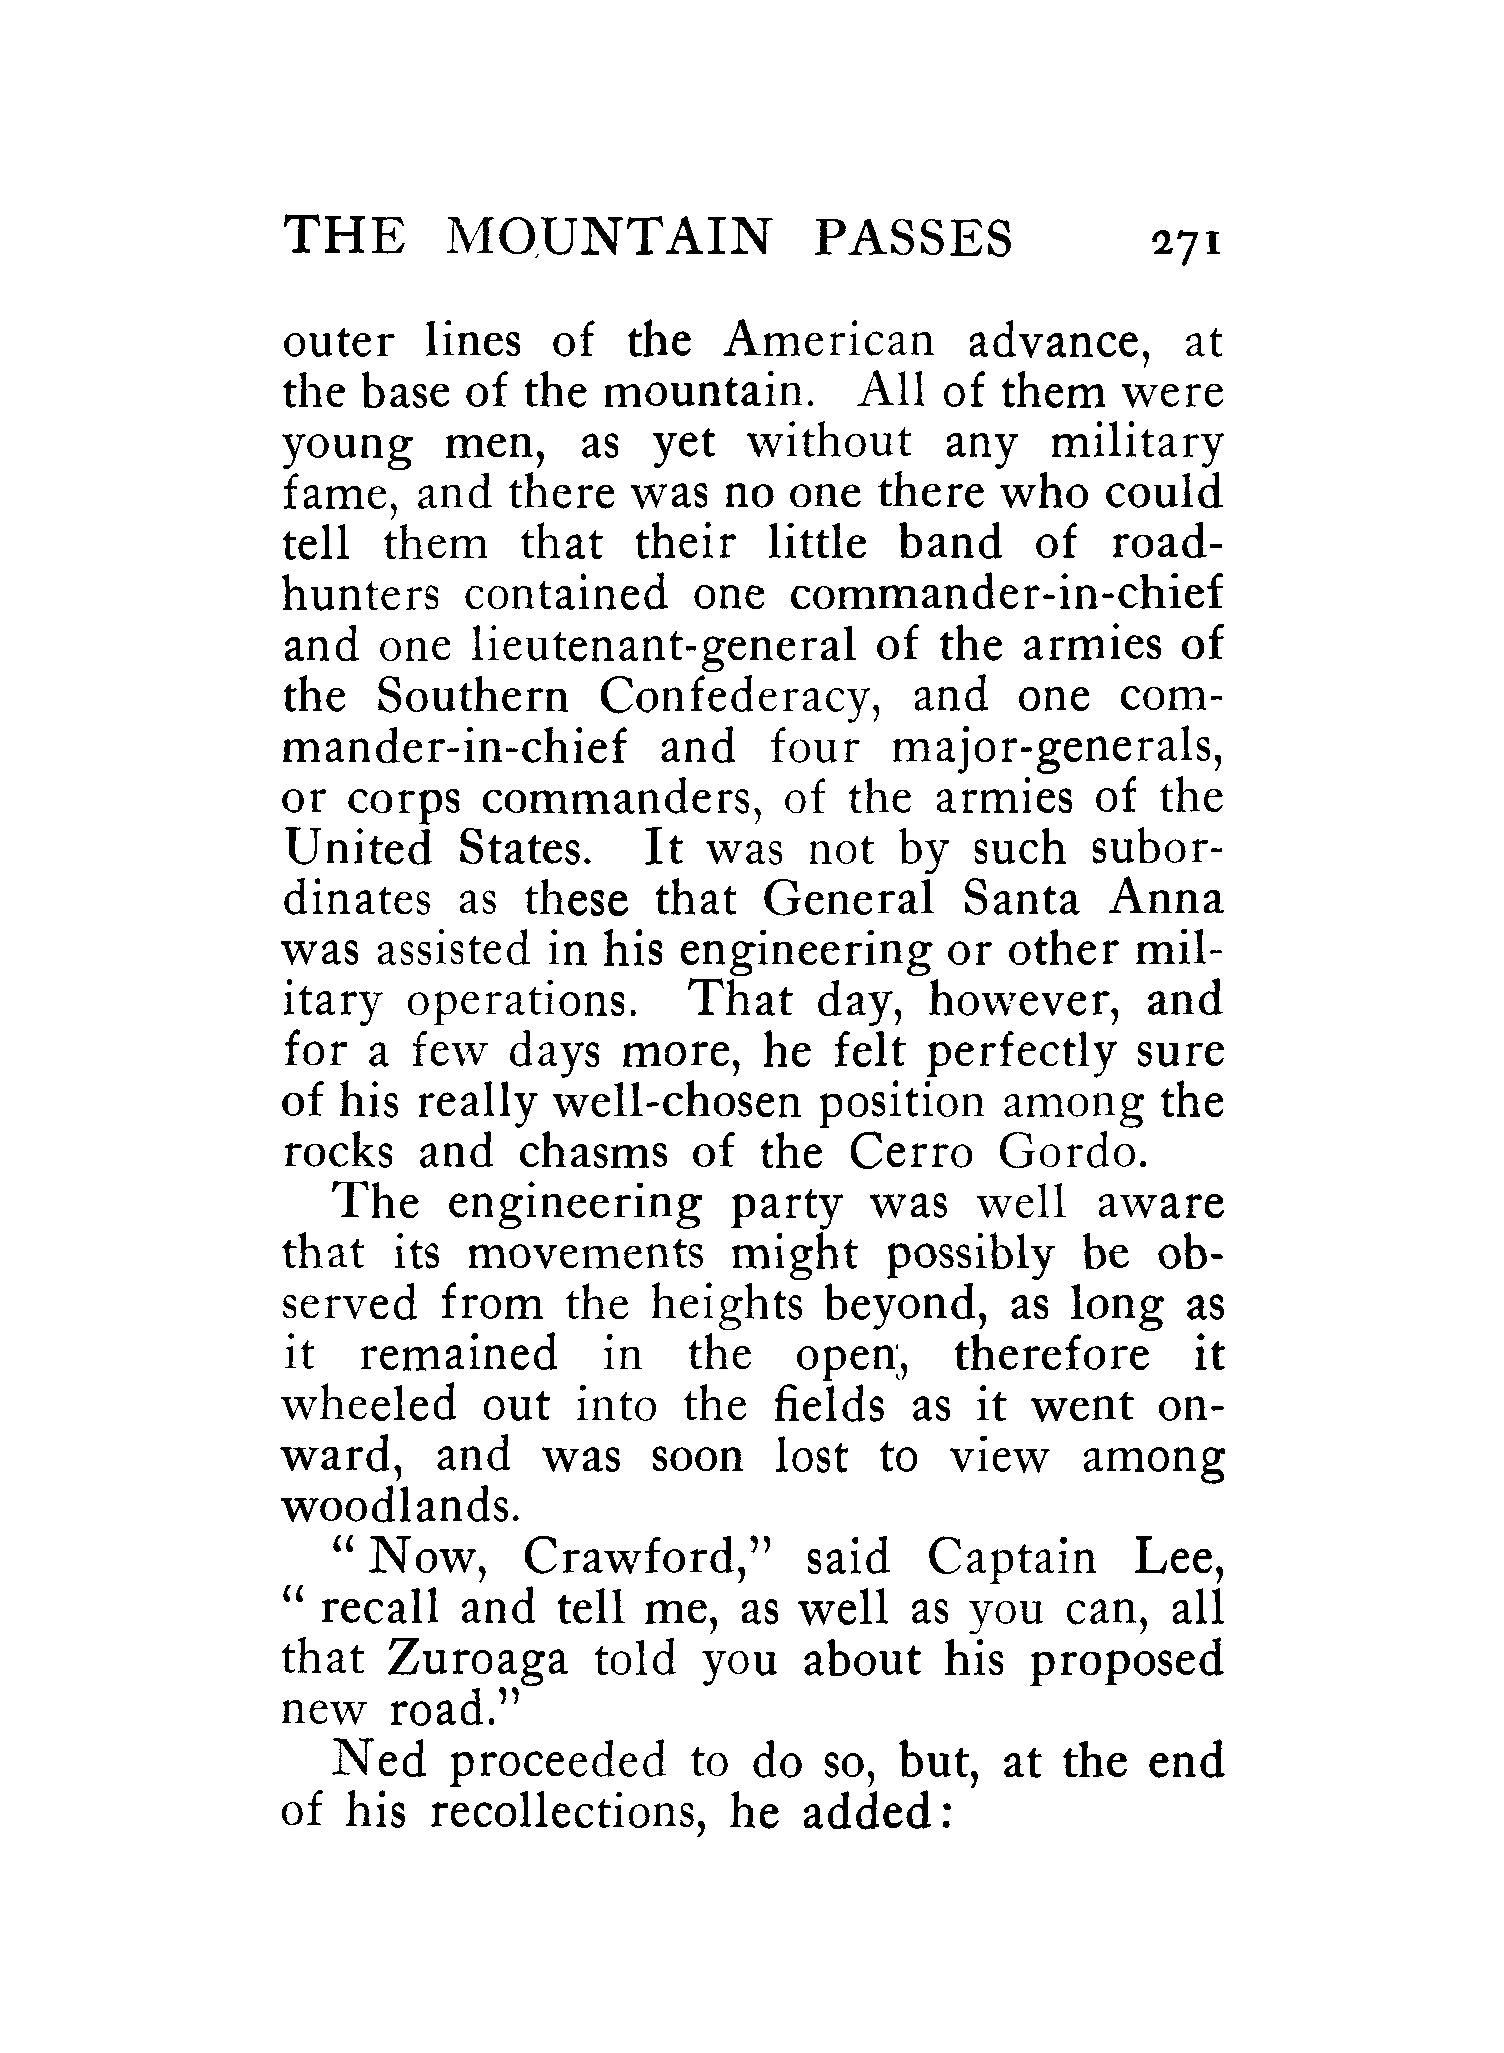 THE MOUNTAIN PASSES 271
outer lines of the American advance, at
the base of the mountain. All of them were
young men, as yet without any military
fame, and there was no one there who could
tell them that their little band of road-
hunters contained one commander-in-chief
and one lieutenant-general of the armies of
the Southern Confederacy, and one com-
mander-in-chief and four major-generals,
or corps commanders, of the armies of the
United States. It was not by such subor-
dinates as these that General Santa Anna
was assisted in his engineering or other mil-
itary operations. That day, however, and
for a few days more, he felt perfectly sure
of his really well-chosen position among the
rocks and chasms of the Cerro Gordo.
The engineering party was well aware
that its movements might possibly be ob-
served from the heights beyond, as long as
it remained in the open, therefore it
wheeled out into the fields as it went on-
ward, and was soon lost to view among
woodlands.
“ Now, Crawford,” said Captain Lee,
“ recall and tell me, as well as you can, all
that Zuroaga told you about his proposed
new road.”
Ned proceeded to do so, but, at the end
of his recollections, he added: